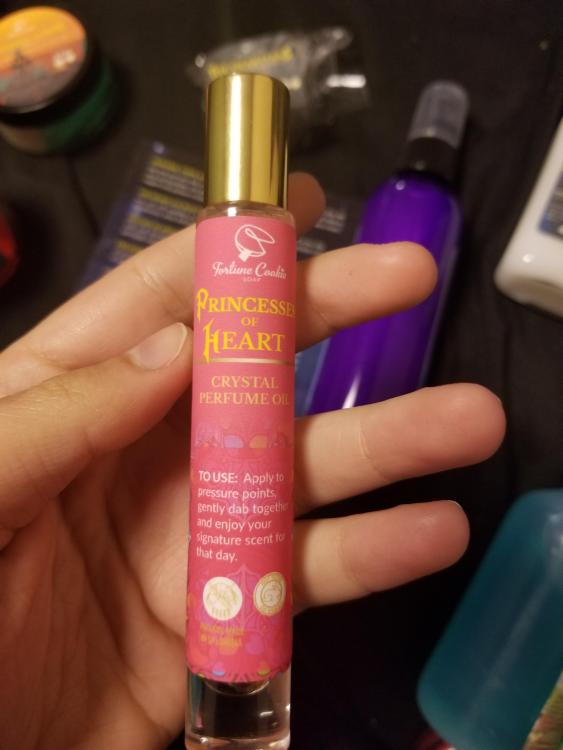 Fortune Cookie
SOAP
PRINCESSES
OF
HEART
CRYSTAL
PERFUME OIL
TO USE: Apply to
pressure points,
gently dab together
and enjoy your
signature scent for
that day.